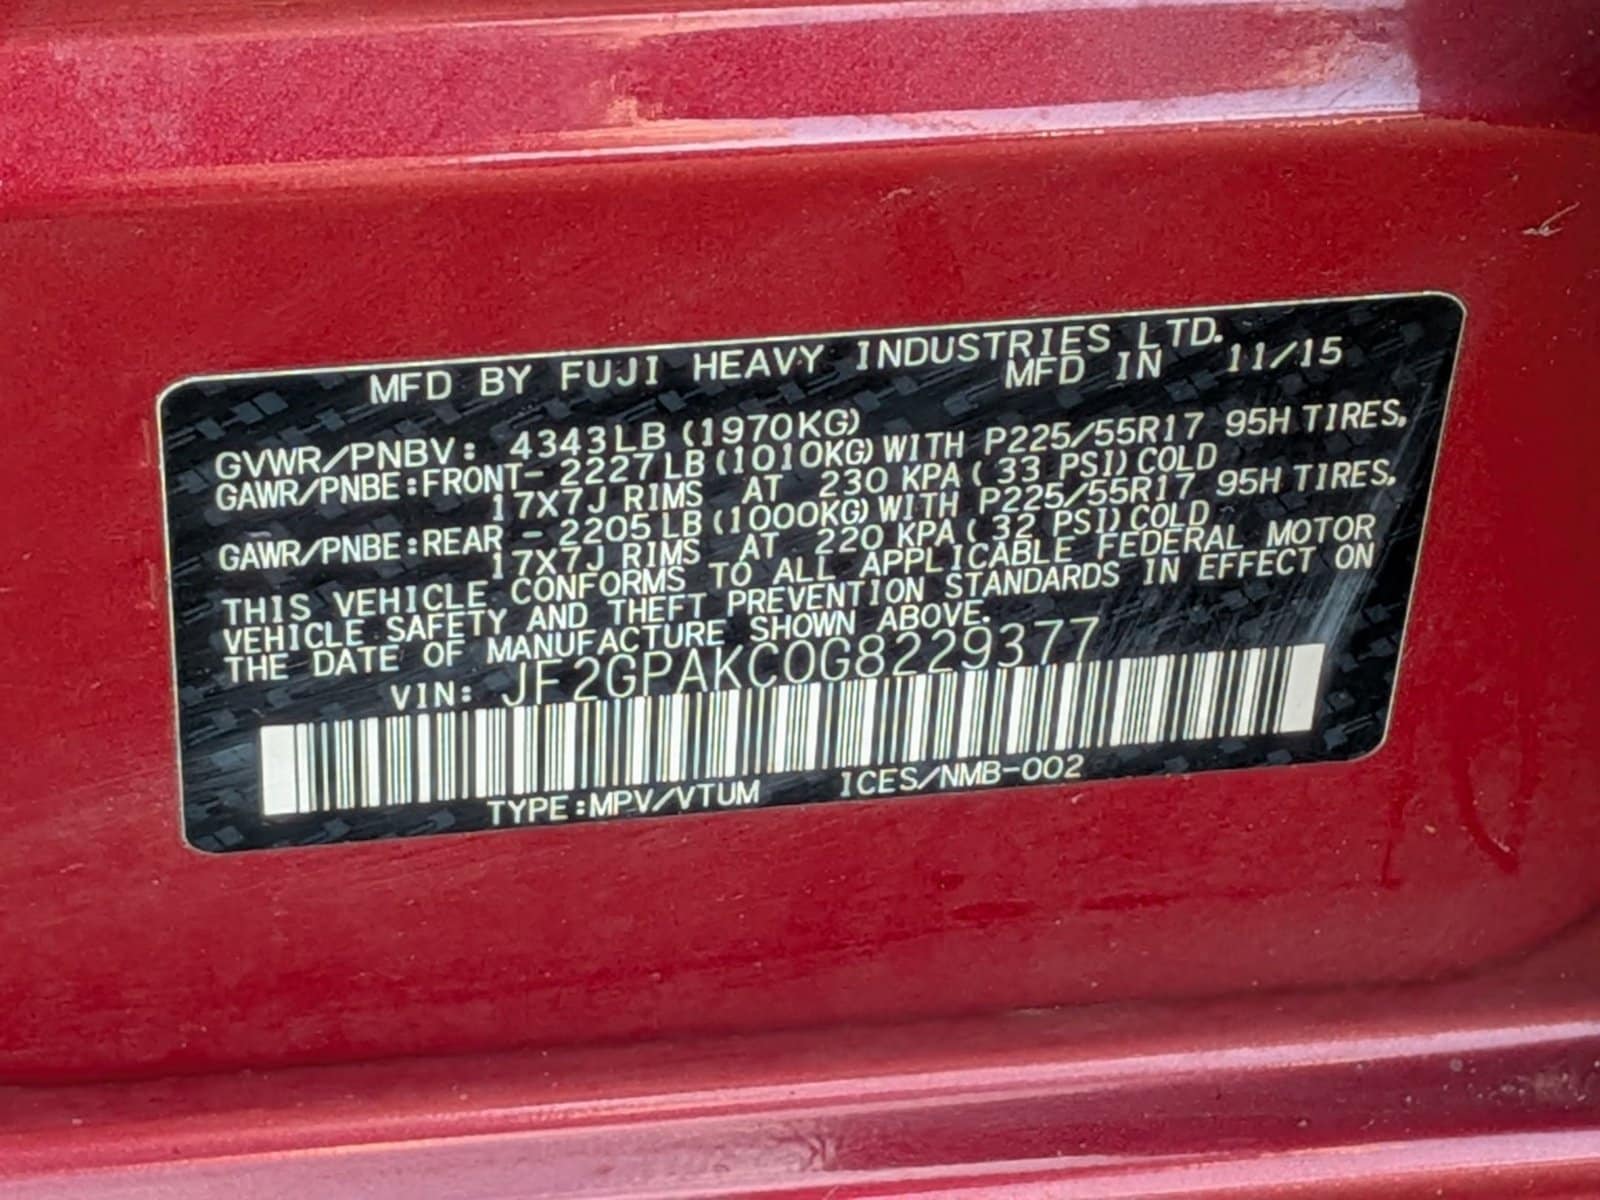 MFD BY FUJI HEAVY INDUSTRIES LTD.
MFD IN 11/15
GVWR/PNBV: 4343LB (1970KG)
GAWR/PNBE:FRONT- 2227LB (1010KG) WITH P225/55R17 95H TIRES,
17X7J RIMS AT 230 KPA ( 33 PSI) COLD
GAWR/PNBE:REAR - 2205LB (1000KG) WITH P225/55R17 95H TIRES,
17X7J RIMS AT 220 KPA ( 32 PSI) COLD
THIS VEHICLE CONFORMS TO ALL APPLICABLE FEDERAL MOTOR
VEHICLE SAFETY AND THEFT PREVENTION STANDARDS IN EFFECT ON
THE DATE OF MANUFACTURE SHOWN ABOVE.
VIN: JF2GPAKC0G8229377
TYPE:MPV/VTUM ICES/NMB-002